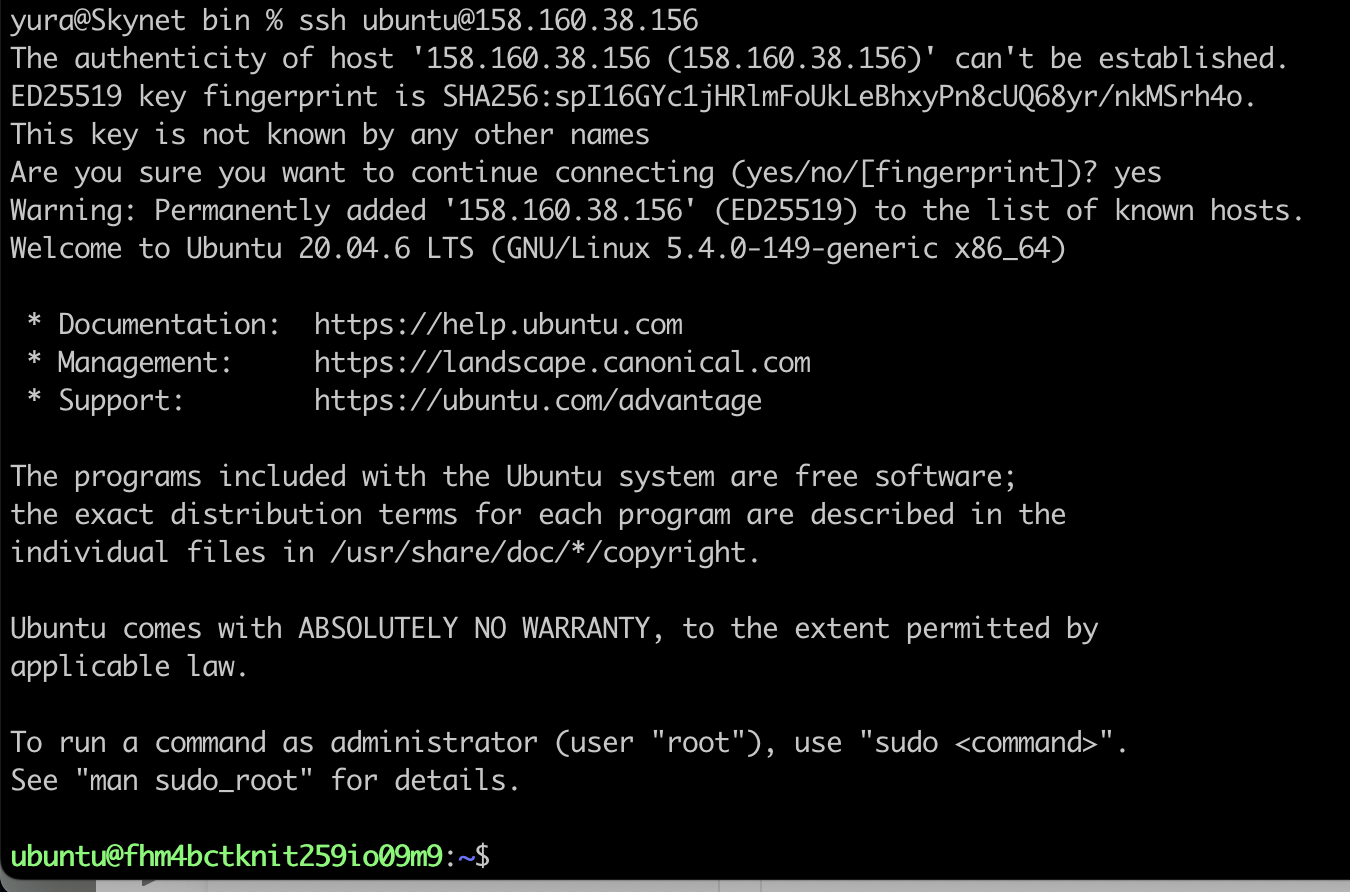 yura@Skynet bin % ssh ubuntu@158.160.38.156
The authenticity of host '158.160.38.156 (158.160.38.156)' can't be established.
ED25519 key fingerprint is SHA256:spI16GYc1jHRlmFoUkLeBhxyPn8cUQ68yr/nkMSrh4o.
This key is not known by any other names
Are you sure you want to continue connecting (yes/no/[fingerprint])? yes
Warning: Permanently added '158.160.38.156' (ED25519) to the list of known hosts.
Welcome to Ubuntu 20.04.6 LTS (GNU/Linux 5.4.0-149-generic x86_64)
* Documentation:  https://help.ubuntu.com
* Management:     https://landscape.canonical.com
* Support:        https://ubuntu.com/advantage
The programs included with the Ubuntu system are free software;
the exact distribution terms for each program are described in the
individual files in /usr/share/doc/*/copyright.
Ubuntu comes with ABSOLUTELY NO WARRANTY, to the extent permitted by
applicable law.
To run a command as administrator (user "root"), use "sudo <command>".
See "man sudo_root" for details.
ubuntu@fhm4bctknit259io09m9:~$